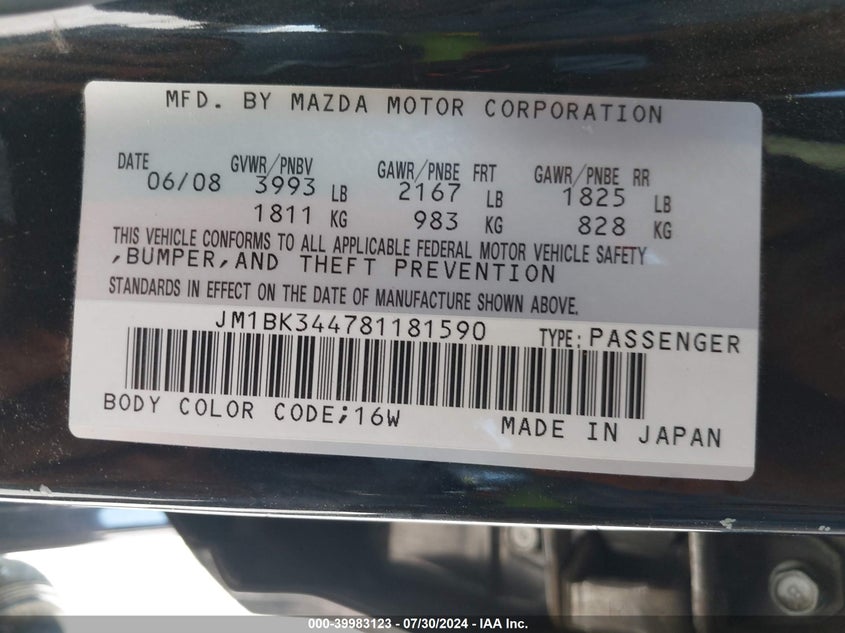 MFD. BY MAZDA MOTOR CORPORATION
DATE GVWR/PNBV GAWR/PNBE FRT GAWR/PNBE RR
06/08 3993 LB 2167 LB 1825 LB
1811 KG 983 KG 828 KG
THIS VEHICLE CONFORMS TO ALL APPLICABLE FEDERAL MOTOR VEHICLE SAFETY
,BUMPER,AND THEFT PREVENTION
STANDARDS IN EFFECT ON THE DATE OF MANUFACTURE SHOWN ABOVE.
JM1BK344781181590 TYPE: PASSENGER
BODY COLOR CODE;16W MADE IN JAPAN
000-39983123 - 07/30/2024 - IAA Inc.